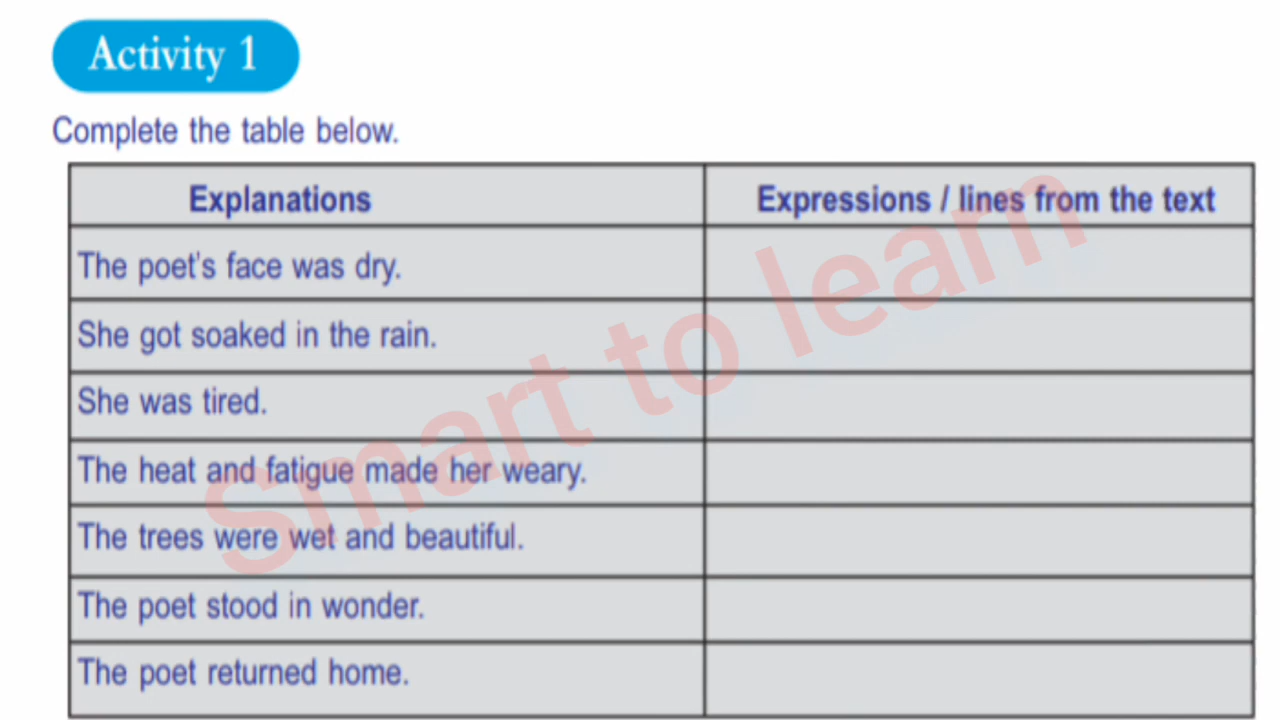 Activity 1
Complete the table below.
Explanations Expressions / lines from the text
The poet's face was dry.
She got soaked in the rain.
She was tired.
The heat and fatigue made her weary.
The trees were wet and beautiful.
The poet stood in wonder.
The poet returned home.
Smart to learn